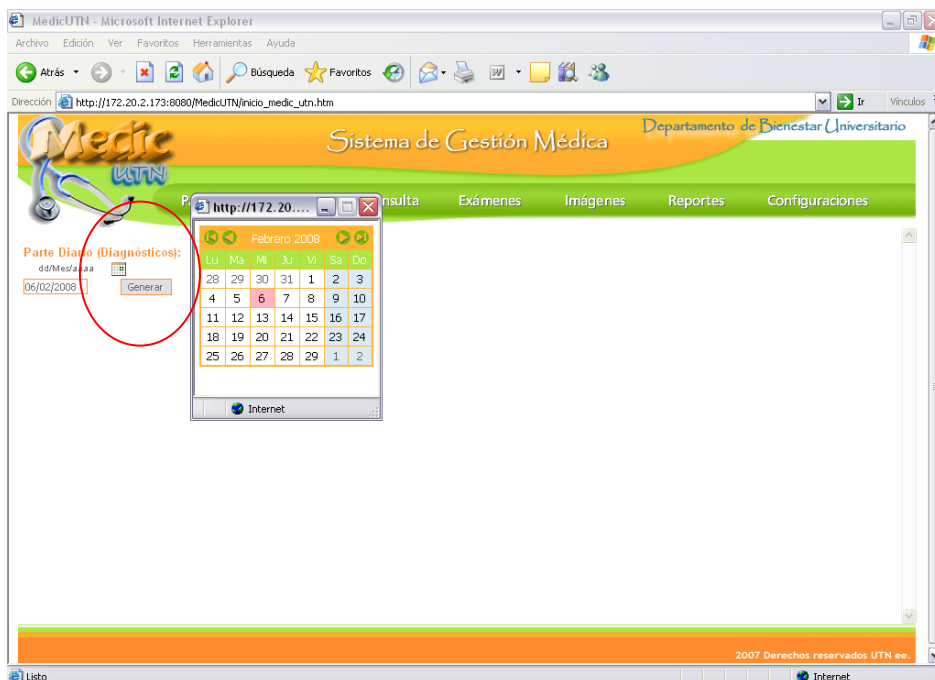 MedicUTN - Microsoft Internet Explorer
Archivo Edición Ver Favoritos Herramientas Ayuda
Atrás Búsqueda Favoritos
Dirección http://172.20.2.173:8080/MedicUTN/inicio_medic_utn.htm Ir Vínculos
Medic UTN
Sistema de Gestión Médica
Departamento de Bienestar Universitario
Exámenes Imágenes Reportes Configuraciones
http://172.20....
Parte Diario (Diagnósticos):
dd/Mes/aaaa
06/02/2008 Generar
Febrero 2008
Lu Ma Mi Ju Vi Sa Do
28 29 30 31 1 2 3
4 5 6 7 8 9 10
11 12 13 14 15 16 17
18 19 20 21 22 23 24
25 26 27 28 29 1 2
Internet
2007 Derechos reservados UTN ee.
Listo Internet